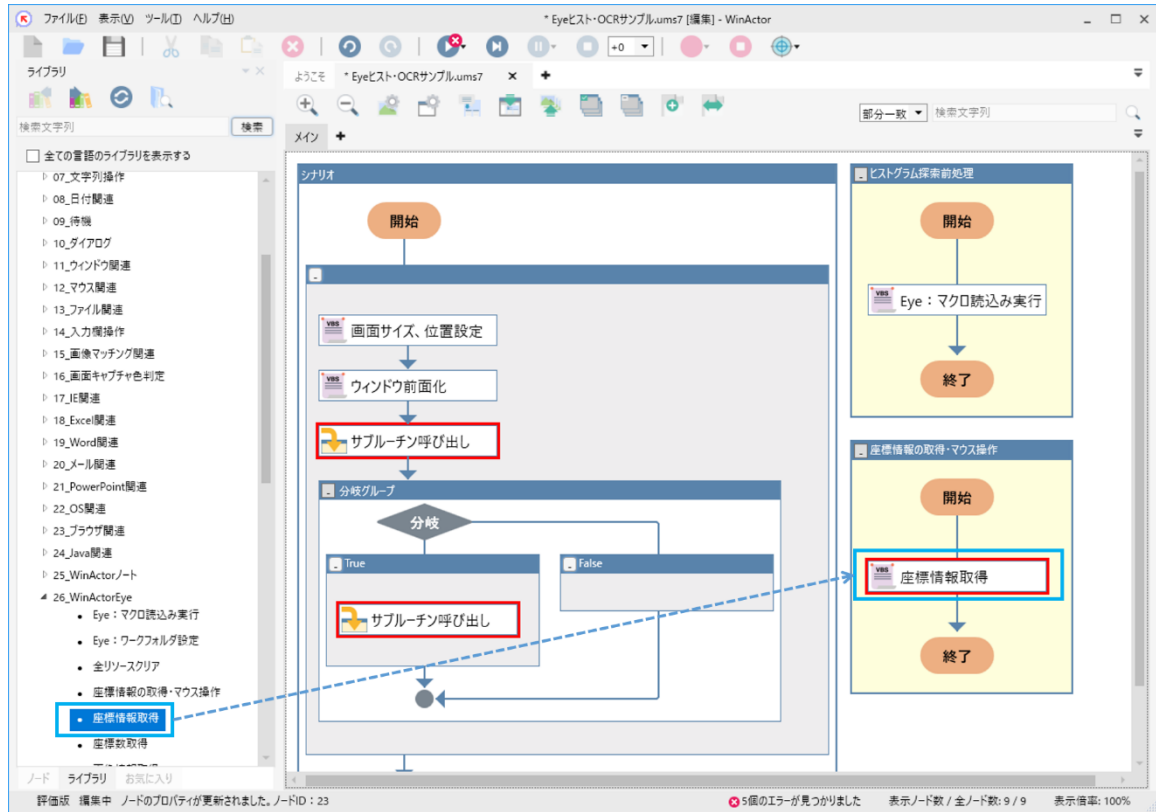 ファイル(F) 表示(V) ツール(T) ヘルプ(H)
* Eyeヒスト・OCRサンプル.ums7 [編集] - WinActor
+0
ライブラリ
ようこそ
* Eyeヒスト・OCRサンプル.ums7
検索文字列
検索
部分一致
検索文字列
メイン
全ての言語のライブラリを表示する
07_文字列操作
08_日付関連
09_待機
10_ダイアログ
11_ウィンドウ関連
12_マウス関連
13_ファイル関連
14_入力欄操作
15_画像マッチング関連
16_画面キャプチャ色判定
17_IE関連
18_Excel関連
19_Word関連
20_メール関連
21_PowerPoint関連
22_OS関連
23_ブラウザ関連
24_Java関連
25_WinActorノート
26_WinActorEye
Eye：マクロ読込み実行
Eye：ワークフォルダ設定
全リソースクリア
座標情報の取得・マウス操作
座標情報取得
座標数取得
ノード
ライブラリ
お気に入り
シナリオ
開始
VBS 画面サイズ、位置設定
VBS ウィンドウ前面化
サブルーチン呼び出し
分岐グループ
分岐
True
False
サブルーチン呼び出し
ヒストグラム探索前処理
開始
VBS Eye：マクロ読込み実行
終了
座標情報の取得・マウス操作
開始
VBS 座標情報取得
終了
評価版 編集中 ノードのプロパティが更新されました。ノードID：23
5個のエラーが見つかりました
表示ノード数 / 全ノード数: 9 / 9
表示倍率: 100%